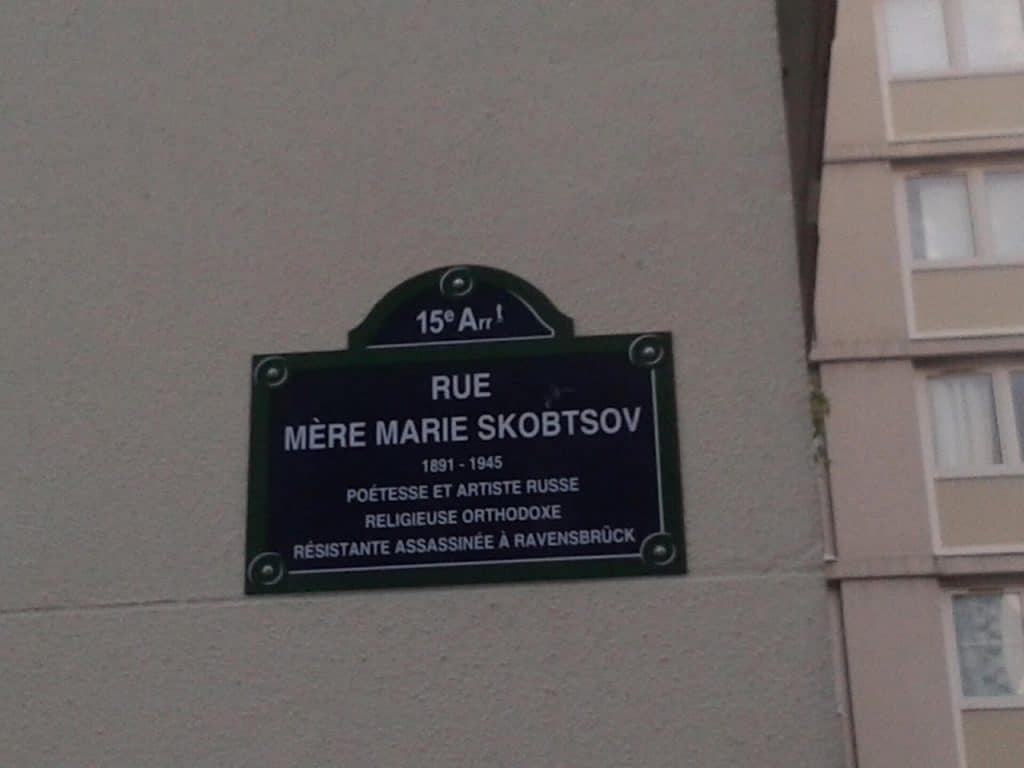 15e Arrt
RUE
MÈRE MARIE SKOBTSOV
1891 - 1945
POÉTESSE ET ARTISTE RUSSE
RELIGIEUSE ORTHODOXE
RÉSISTANTE ASSASSINÉE À RAVENSBRÜCK